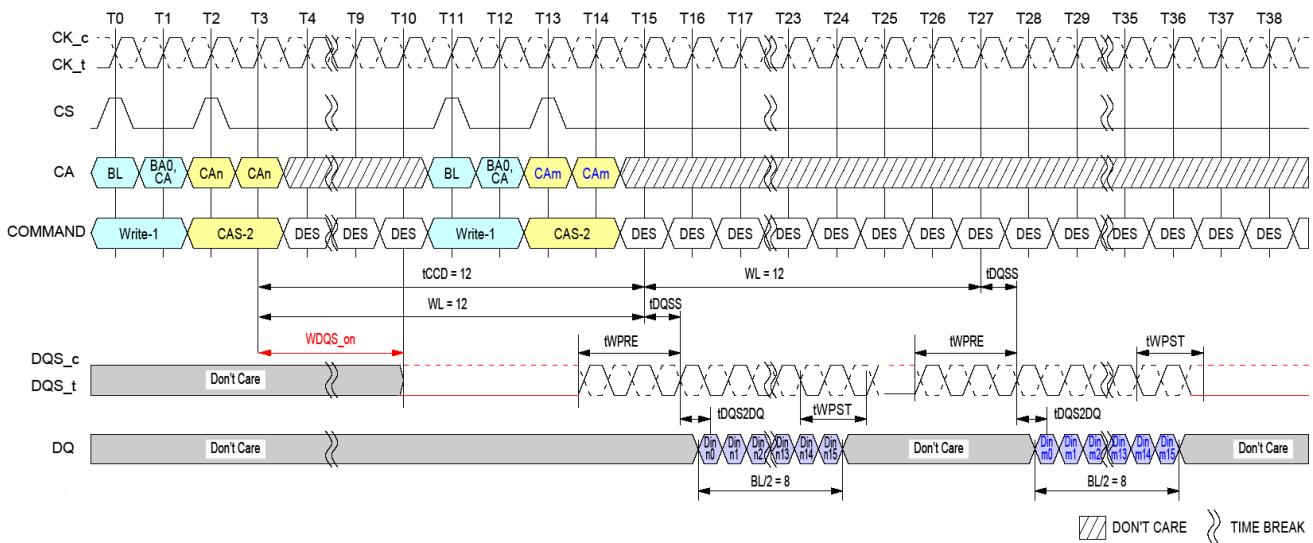 T0 T1 T2 T3 T4 T9 T10 T11 T12 T13 T14 T15 T16 T17 T23 T24 T25 T26 T27 T28 T29 T35 T36 T37 T38
CK_c
CK_t
CS
CA BL BA0, CA CAn CAn BL BA0, CA CAm CAm
COMMAND Write-1 CAS-2 DES DES DES Write-1 CAS-2 DES DES DES DES DES DES DES DES DES DES DES DES DES DES
tCCD = 12 WL = 12 tDQSS
WL = 12 tDQSS
WDQS_on tWPRE tWPRE tWPST
DQS_c
DQS_t Don't Care
tDQS2DQ tWPST tDQS2DQ
DQ Don't Care Din n0 Din n1 Din n2 Din n13 Din n14 Din n15 Don't Care Din m0 Din m1 Din m2 Din m13 Din m14 Din m15 Don't Care
BL/2 = 8 BL/2 = 8
DON'T CARE TIME BREAK